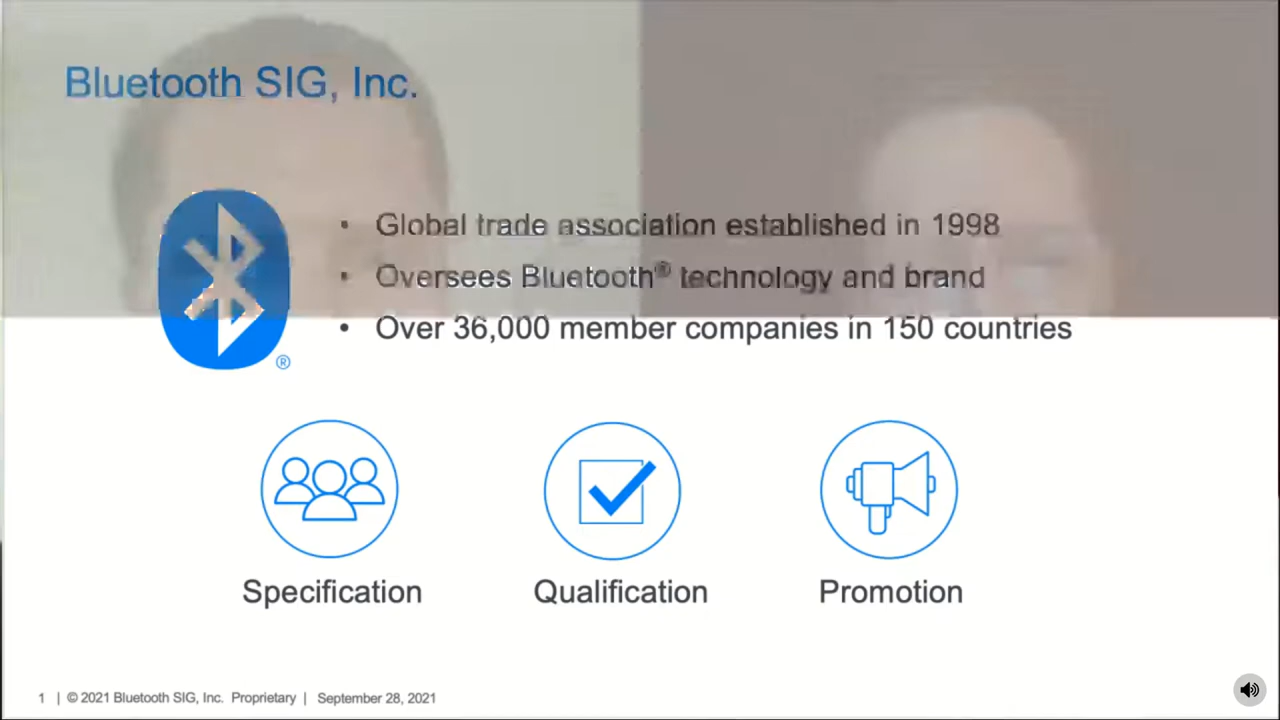 Bluetooth SIG, Inc.
• Global trade association established in 1998
• Oversees Bluetooth® technology and brand
• Over 36,000 member companies in 150 countries
®
Specification
Qualification
Promotion
1 | © 2021 Bluetooth SIG, Inc. Proprietary | September 28, 2021